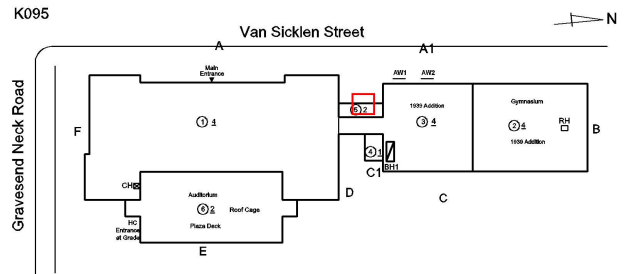 K095
N
Van Sicklen Street
A
A1
Gravesend Neck Road
Main
Entrance
AW1
AW2
F
① 4
⑤ 2
1939 Addition
③ 4
Gymnasium
② 4
RH
1939 Addition
B
④ 1
BH1
C1
CH
D
C
Auditorium
⑥ 2
Roof Cage
Plaza Deck
HC
Entrance
at Grade
E